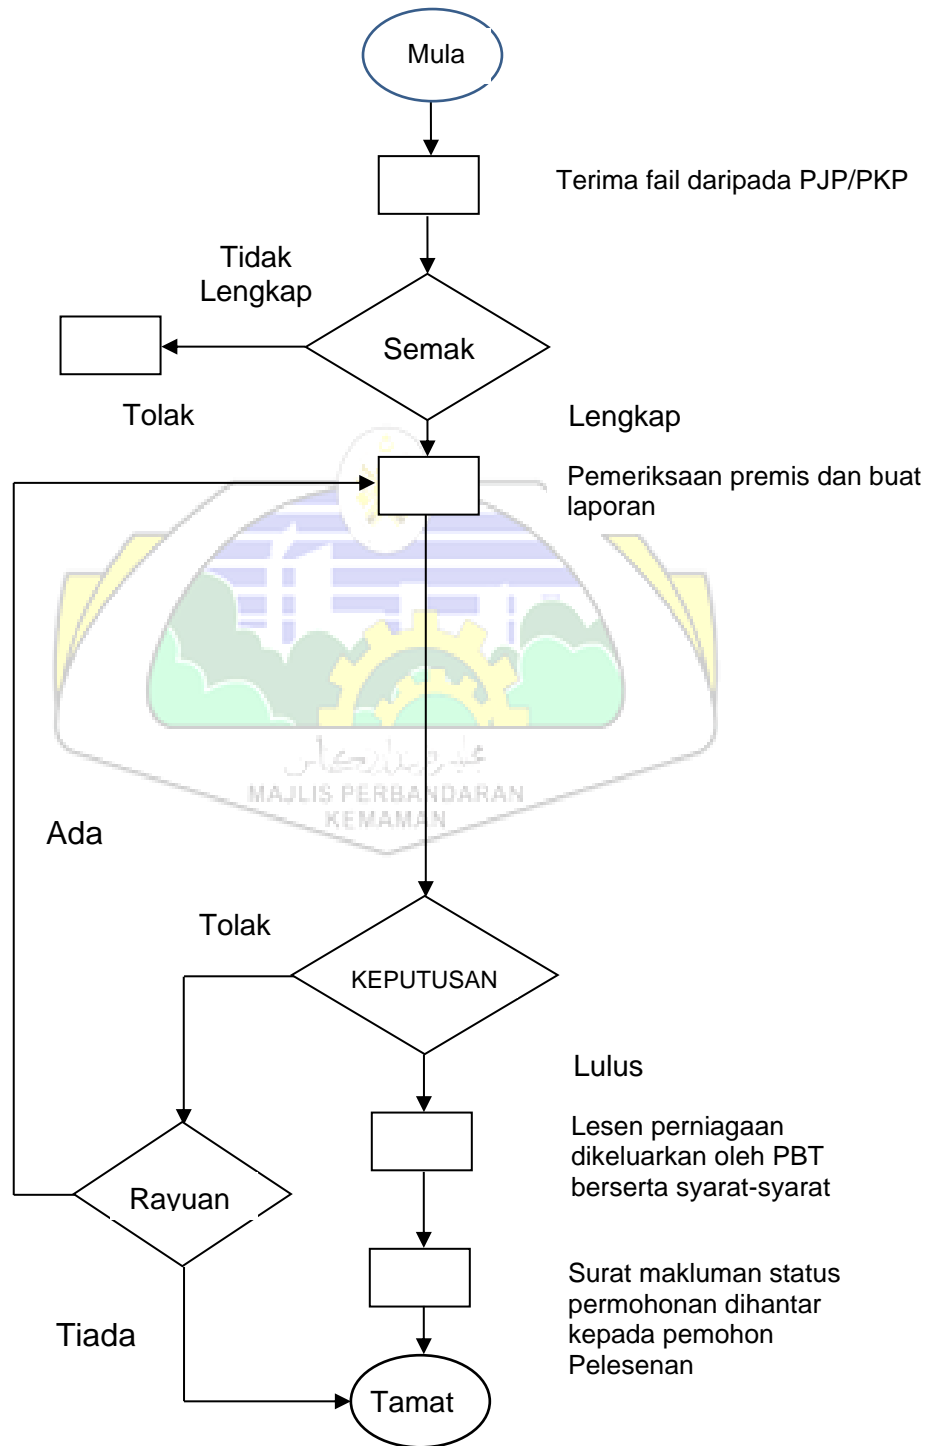 Mula
Terima fail daripada PJP/PKP
Tidak
Lengkap
Semak
Tolak
Lengkap
Pemeriksaan premis dan buat
laporan
MAJLIS PERBANDARAN
KEMAMAN
Ada
Tolak
KEPUTUSAN
Lulus
Lesen perniagaan
dikeluarkan oleh PBT
berserta syarat-syarat
Rayuan
Surat makluman status
permohonan dihantar
kepada pemohon
Pelesenan
Tiada
Tamat